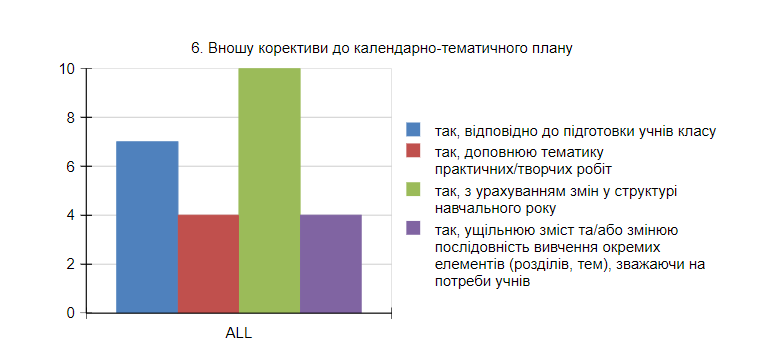 6. Вношу корективи до календарно-тематичного плану
10
8
6
4
2
0
ALL
так, відповідно до підготовки учнів класу
так, доповнюю тематику
практичних/творчих робіт
так, з урахуванням змін у структурі
навчального року
так, ущільнюю зміст та/або змінюю
послідовність вивчення окремих
елементів (розділів, тем), зважаючи на
потреби учнів